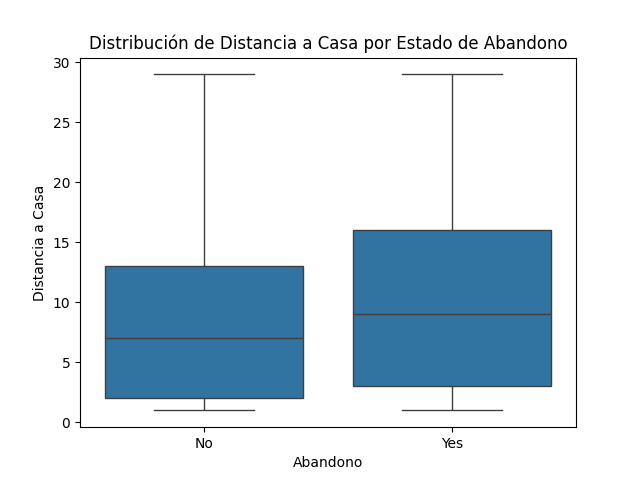 Distribución de Distancia a Casa por Estado de Abandono
30
25
20
15
10
5
0
Distancia a Casa
No
Yes
Abandono